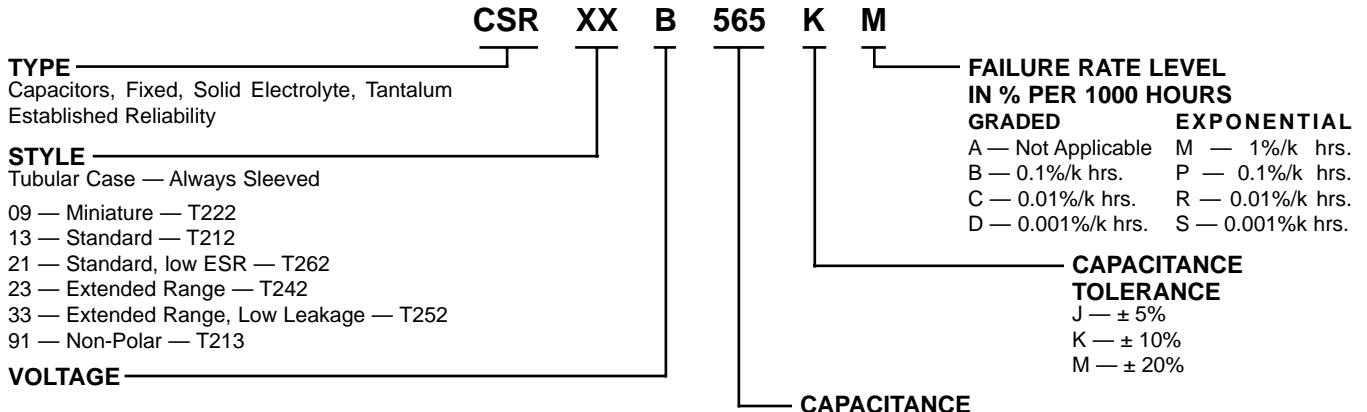 CSR XX B 565 K M
TYPE
Capacitors, Fixed, Solid Electrolyte, Tantalum
Established Reliability
STYLE
Tubular Case — Always Sleeved
09 — Miniature — T222
13 — Standard — T212
21 — Standard, low ESR — T262
23 — Extended Range — T242
33 — Extended Range, Low Leakage — T252
91 — Non-Polar — T213
VOLTAGE
FAILURE RATE LEVEL
IN % PER 1000 HOURS
GRADED EXPONENTIAL
A — Not Applicable M — 1%/k hrs.
B — 0.1%/k hrs. P — 0.1%/k hrs.
C — 0.01%/k hrs. R — 0.01%/k hrs.
D — 0.001%/k hrs. S — 0.001%k hrs.
CAPACITANCE
TOLERANCE
J — ± 5%
K — ± 10%
M — ± 20%
CAPACITANCE